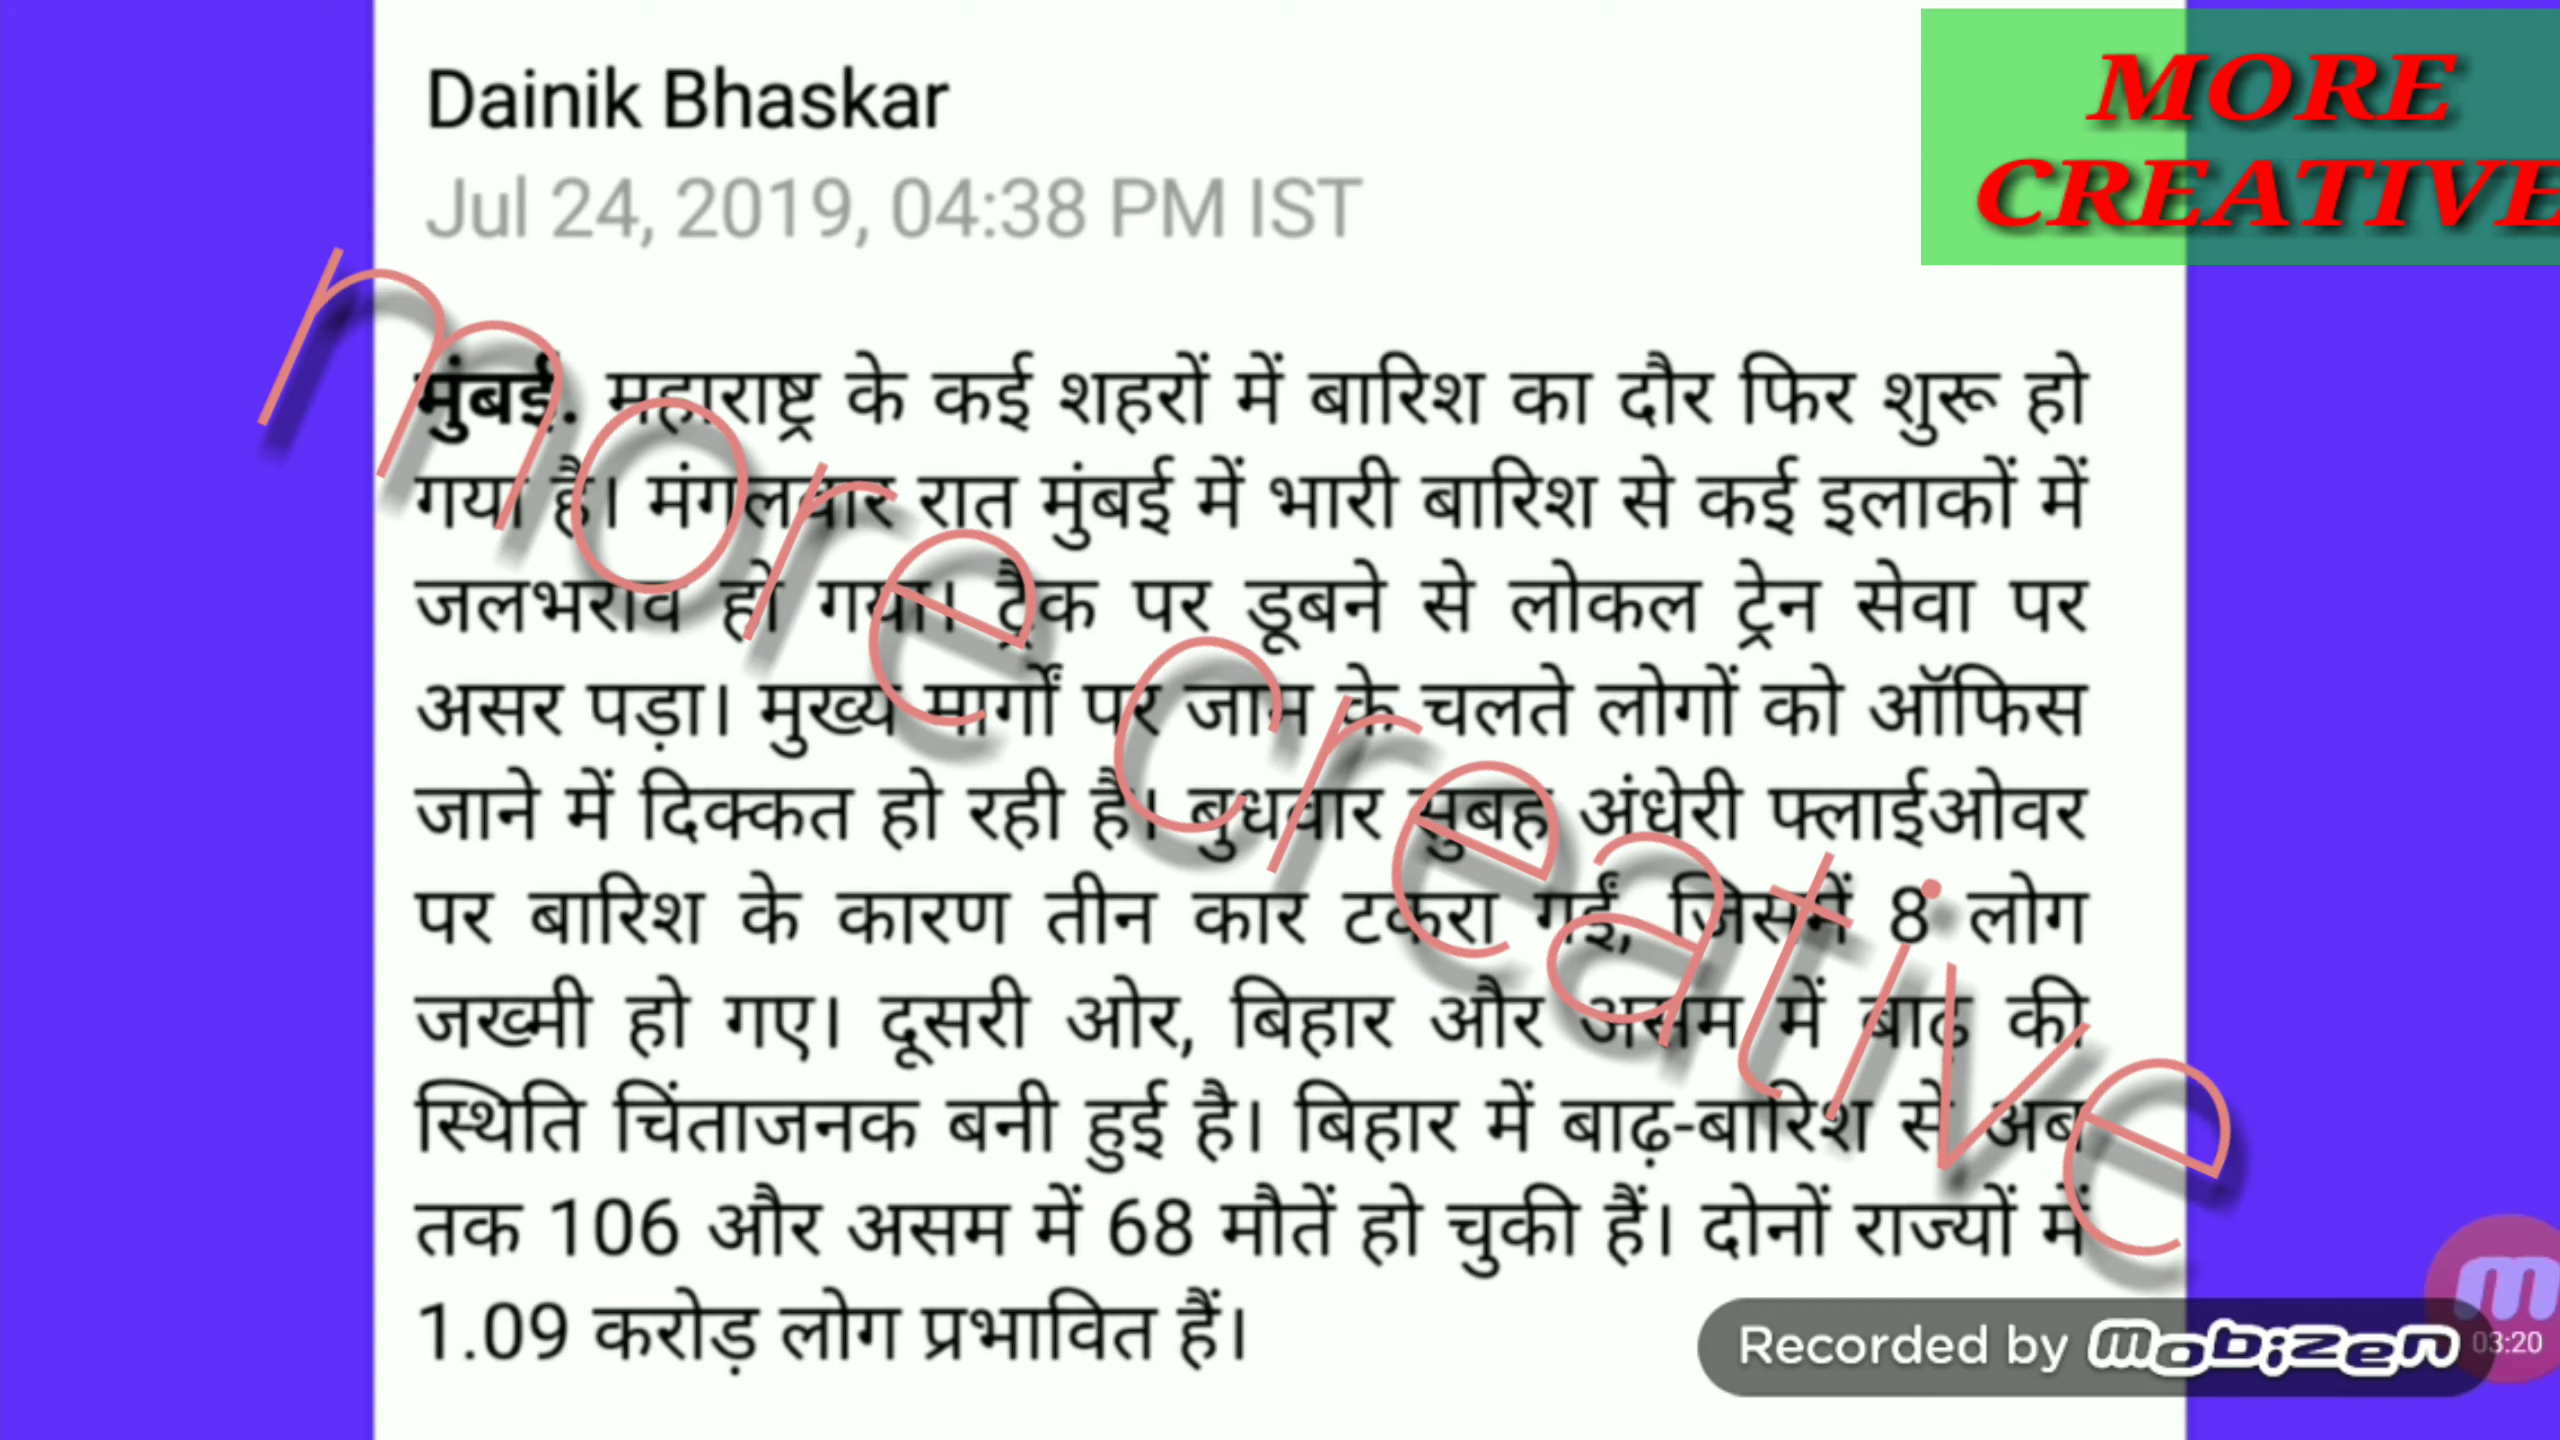 Dainik Bhaskar
Jul 24, 2019, 04:38 PM IST
MORE
CREATIVE
मुंबई. महाराष्ट्र के कई शहरों में बारिश का दौर फिर शुरू हो
गया है। मंगलवार रात मुंबई में भारी बारिश से कई इलाकों में
जलभराव हो गया। ट्रैक पर डूबने से लोकल ट्रेन सेवा पर
असर पड़ा। मुख्य मार्गों पर जाम के चलते लोगों को ऑफिस
जाने में दिक्कत हो रही है। बुधवार सुबह अंधेरी फ्लाईओवर
पर बारिश के कारण तीन कार टकरा गईं, जिसमें 8 लोग
जख्मी हो गए। दूसरी ओर, बिहार और असम में बाढ़ की
स्थिति चिंताजनक बनी हुई है। बिहार में बाढ़-बारिश से अब
तक 106 और असम में 68 मौतें हो चुकी हैं। दोनों राज्यों में
1.09 करोड़ लोग प्रभावित हैं।
more creative
Recorded by mobizen
03:20